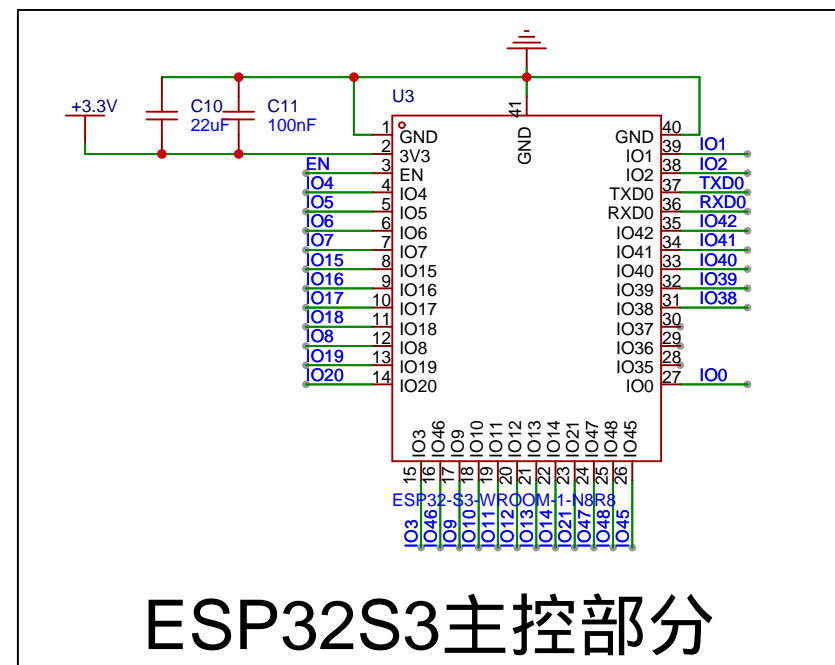 +3.3V
C10
22uF
C11
100nF
U3
41
GND
1
GND
2
3V3
EN
3
EN
IO4
4
IO4
IO5
5
IO5
IO6
6
IO6
IO7
7
IO7
IO15
8
IO15
IO16
9
IO16
IO17
10
IO17
IO18
11
IO18
IO8
12
IO8
IO19
13
IO19
IO20
14
IO20
GND
40
IO1
39
IO1
IO2
38
IO2
TXD0
37
TXD0
RXD0
36
RXD0
IO42
35
IO42
IO41
34
IO41
IO40
33
IO40
IO39
32
IO39
IO38
31
IO38
IO37
30
IO36
29
IO35
28
IO0
27
IO0
IO3
IO46
IO9
IO10
IO11
IO12
IO13
IO14
IO21
IO47
IO48
IO45
15
16
17
18
19
20
21
22
23
24
25
26
ESP32-S3-WROOM-1-N8R8
IO3
IO46
IO9
IO10
IO11
IO12
IO13
IO14
IO21
IO47
IO48
IO45
ESP32S3主控部分